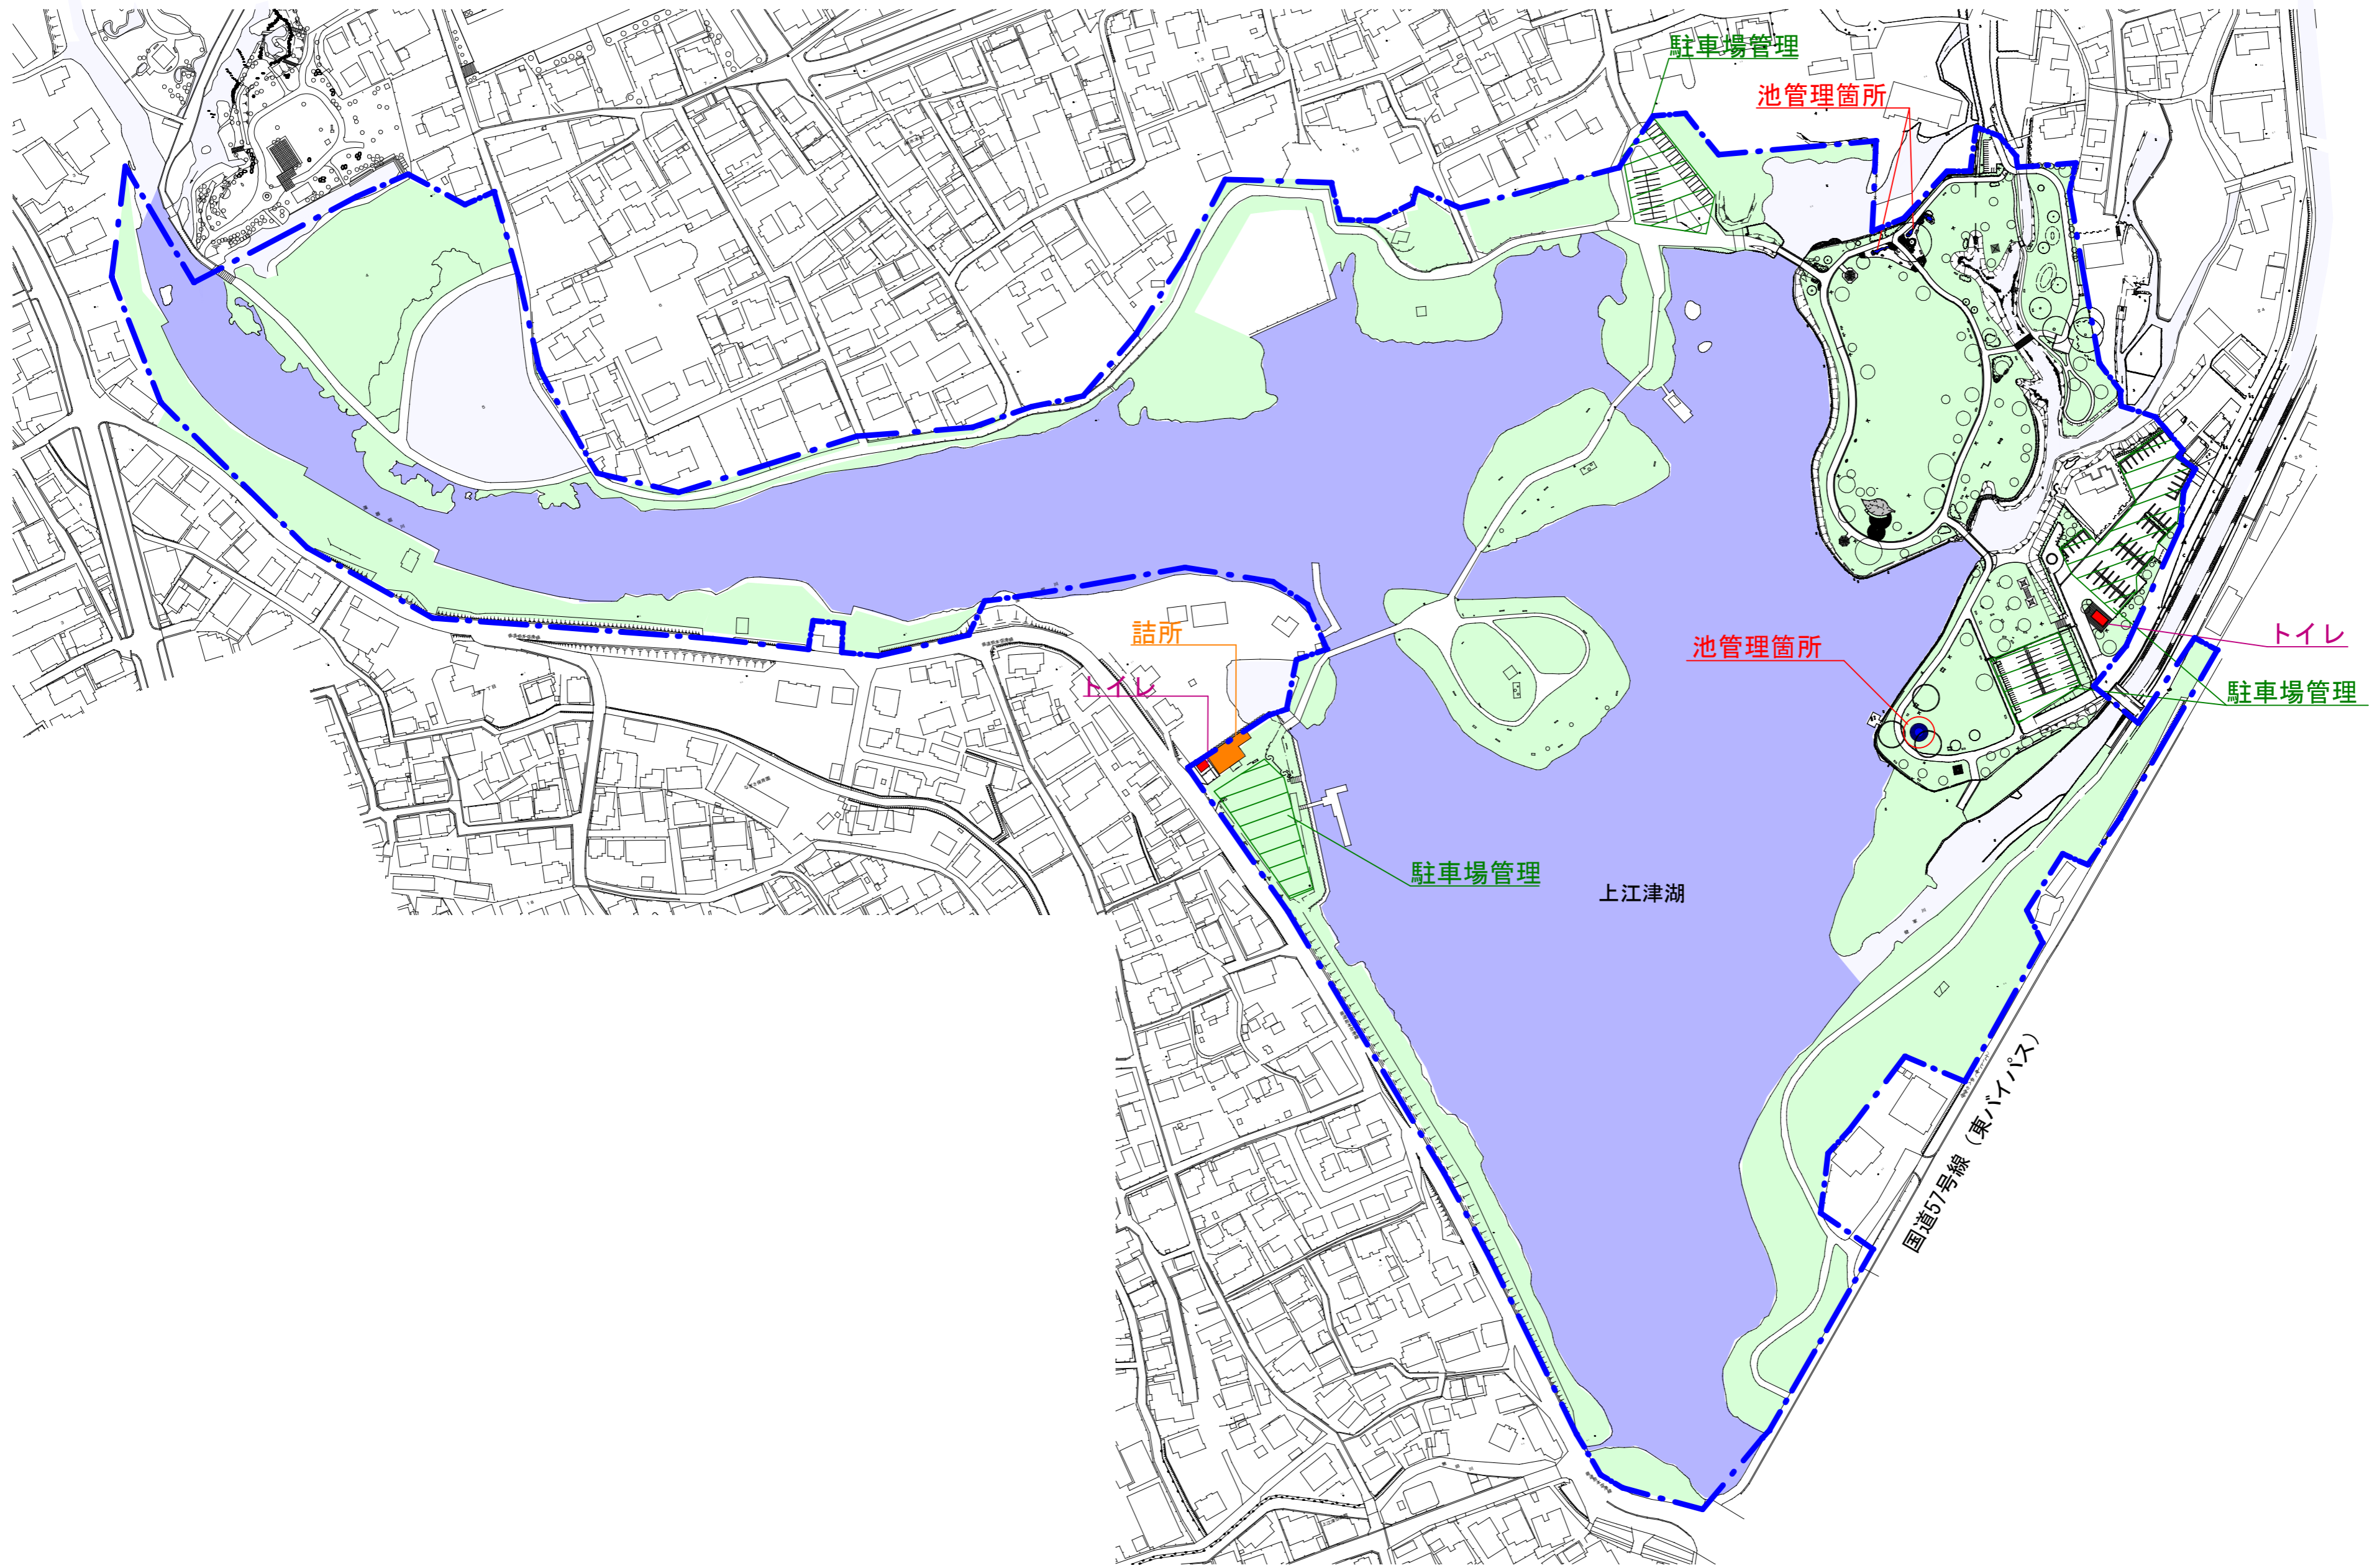 駐車場管理
池管理箇所
詰所
トイレ
トイレ
池管理箇所
駐車場管理
駐車場管理
上江津湖
国道57号線（東バイパス）